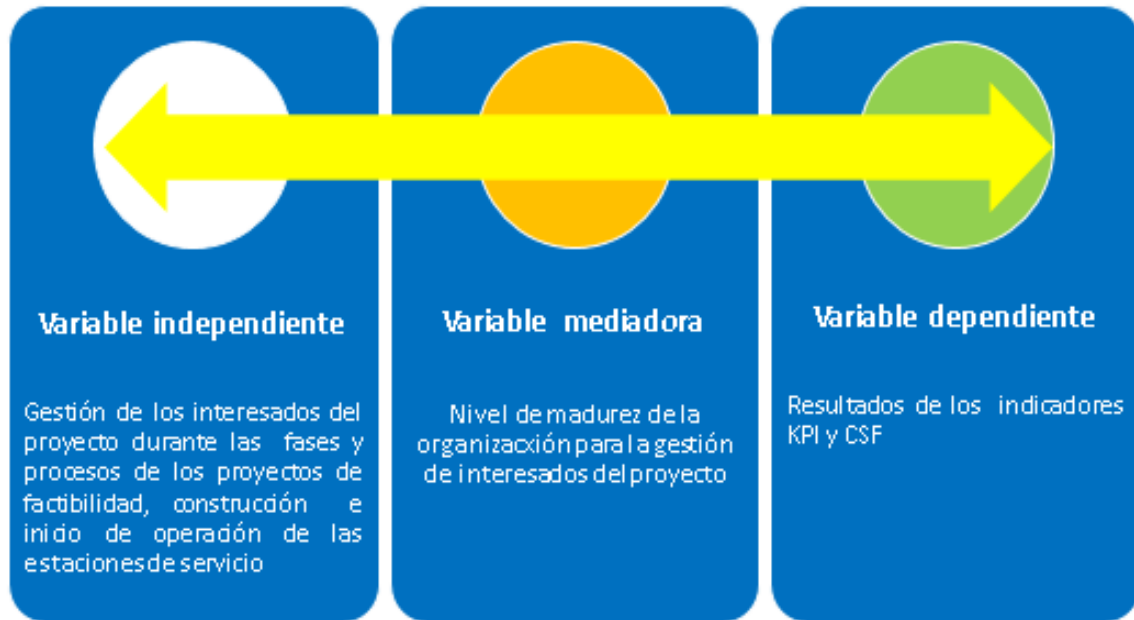 Variable independiente
Gestión de los interesados del
proyecto durante las fases y
procesos de los proyectos de
factibilidad, construcción e
inicio de operación de las
estaciones de servicio
Variable mediadora
Nivel de madurez de la
organizacxión para la gestión
de interesados del proyecto
Variable dependiente
Resultados de los indicadores
KPI y CSF